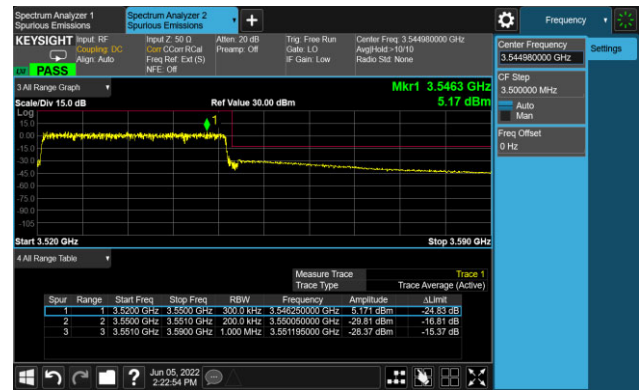 Spectrum Analyzer 1
Spurious Emissions
Spectrum Analyzer 2
Spurious Emissions
Frequency
KEYSIGHT
Input: RF
Coupling: DC
Align: Auto
Input Z: 50 Ω
Corr CCorr RCal
Freq Ref: Ext (S)
NFE: Off
Atten: 20 dB
Preamp: Off
Trig: Free Run
Gate: LO
IF Gain: Low
Center Freq: 3.544980000 GHz
Avg|Hold:>10/10
Radio Std: None
PASS
Center Frequency
3.544980000 GHz
Settings
CF Step
3.500000 MHz
Auto
Man
Freq Offset
0 Hz
3 All Range Graph
Mkr1 3.5463 GHz
Scale/Div 15.0 dB
Ref Value 30.00 dBm
5.17 dBm
Log
15.0
0.00
-15.0
-30.0
-45.0
-60.0
-75.0
-90.0
-105
1
Start 3.520 GHz
Stop 3.590 GHz
4 All Range Table
Measure Trace Trace 1
Trace Type Trace Average (Active)
Spur Range Start Freq Stop Freq RBW Frequency Amplitude ΔLimit
1 1 3.5200 GHz 3.5500 GHz 300.0 kHz 3.546250000 GHz 5.171 dBm -24.83 dB
2 2 3.5500 GHz 3.5510 GHz 200.0 kHz 3.550050000 GHz -29.81 dBm -16.81 dB
3 3 3.5510 GHz 3.5900 GHz 1.000 MHz 3.551195000 GHz -28.37 dBm -15.37 dB
Jun 05, 2022
2:22:54 PM